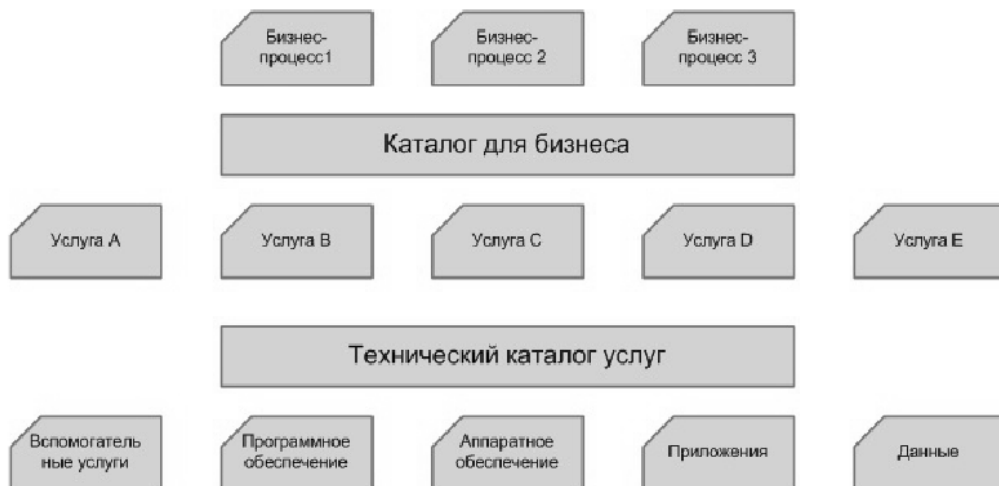 Бизнес-
процесс1
Бизнес-
процесс 2
Бизнес-
процесс 3
Каталог для бизнеса
Услуга A
Услуга B
Услуга C
Услуга D
Услуга E
Технический каталог услуг
Вспомогатель
ные услуги
Программное
обеспечение
Аппаратное
обеспечение
Приложения
Данные